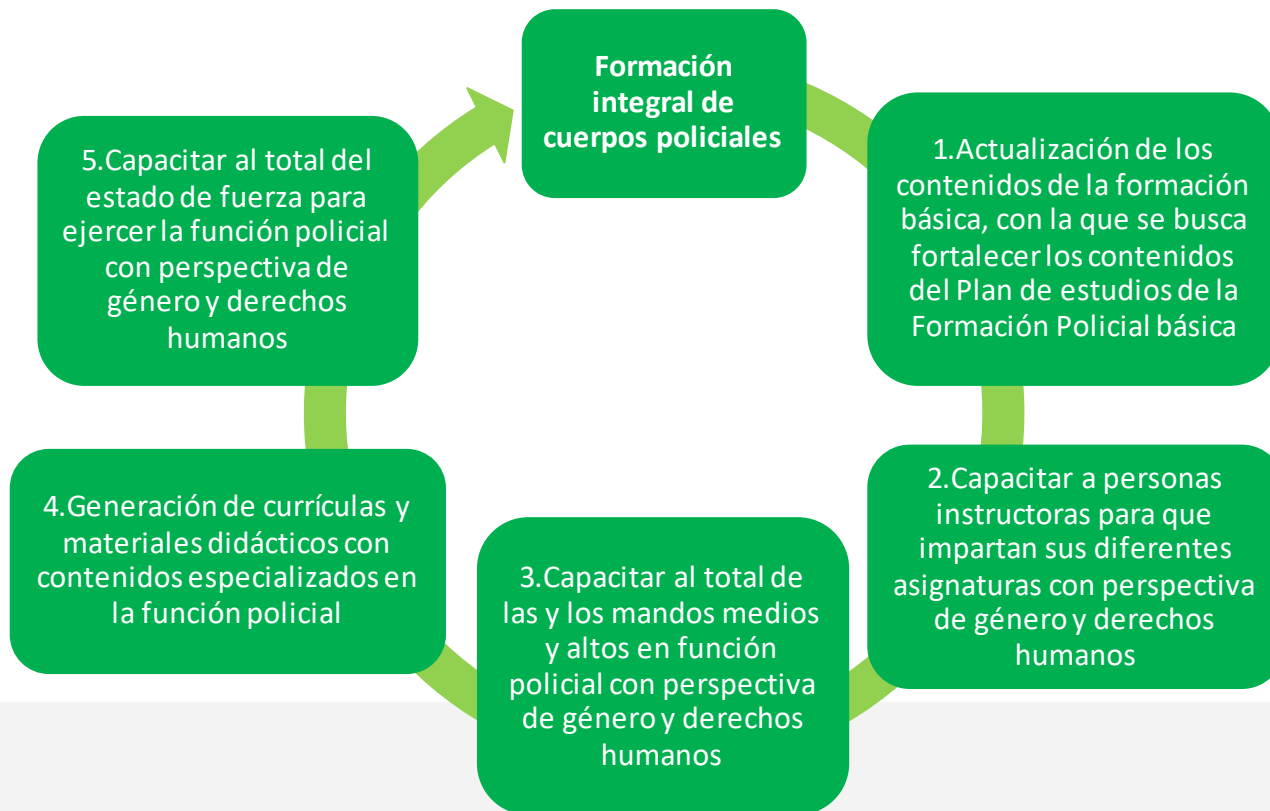 Formación
integral de
cuerpos policiales
1.Actualización de los
contenidos de la formación
básica, con la que se busca
fortalecer los contenidos
del Plan de estudios de la
Formación Policial básica
2.Capacitar a personas
instructoras para que
impartan sus diferentes
asignaturas con perspectiva
de género y derechos
humanos
3.Capacitar al total de
las y los mandos medios
y altos en función
policial con perspectiva
de género y derechos
humanos
4.Generación de currículas y
materiales didácticos con
contenidos especializados en
la función policial
5.Capacitar al total del
estado de fuerza para
ejercer la función policial
con perspectiva de
género y derechos
humanos